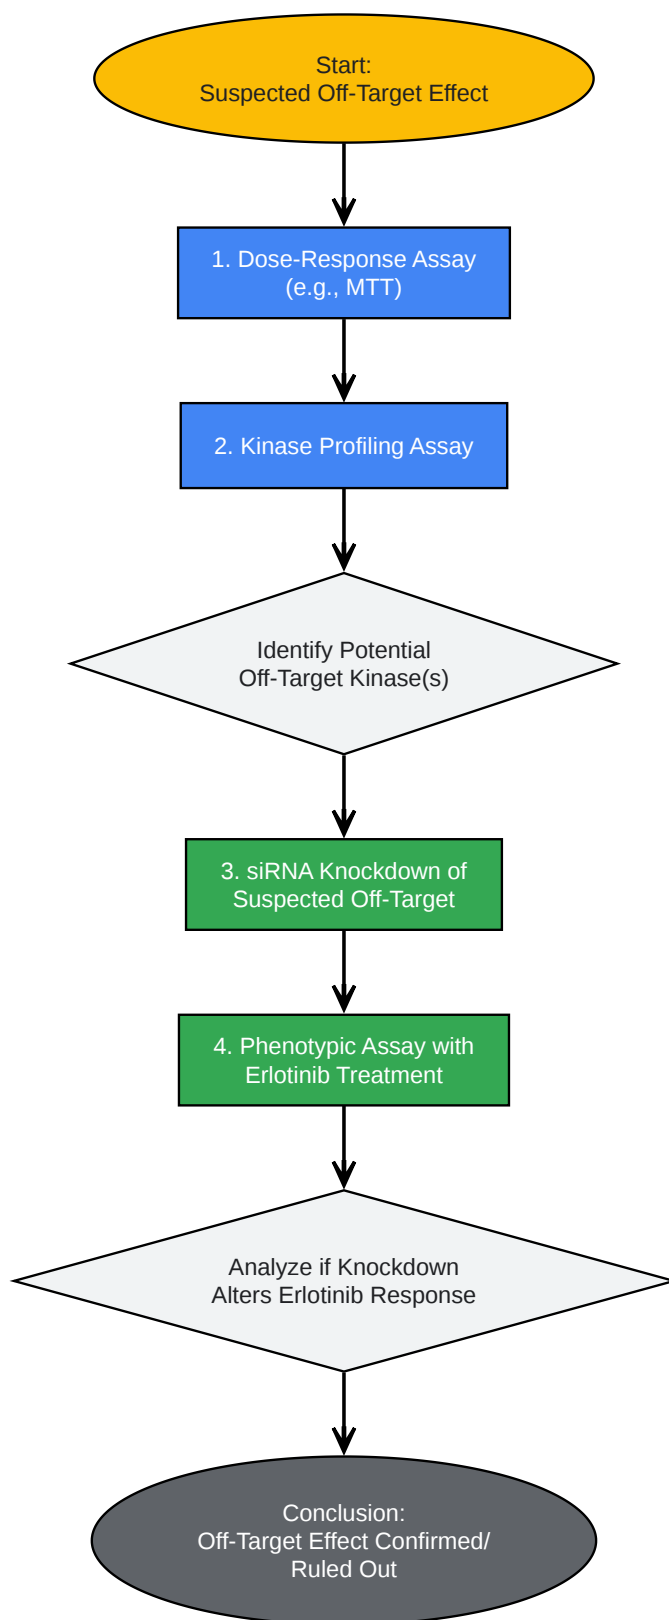 Start:
Suspected Off-Target Effect
1. Dose-Response Assay
(e.g., MTT)
2. Kinase Profiling Assay
Identify Potential
Off-Target Kinase(s)
3. siRNA Knockdown of
Suspected Off-Target
4. Phenotypic Assay with
Erlotinib Treatment
Analyze if Knockdown
Alters Erlotinib Response
Conclusion:
Off-Target Effect Confirmed/
Ruled Out